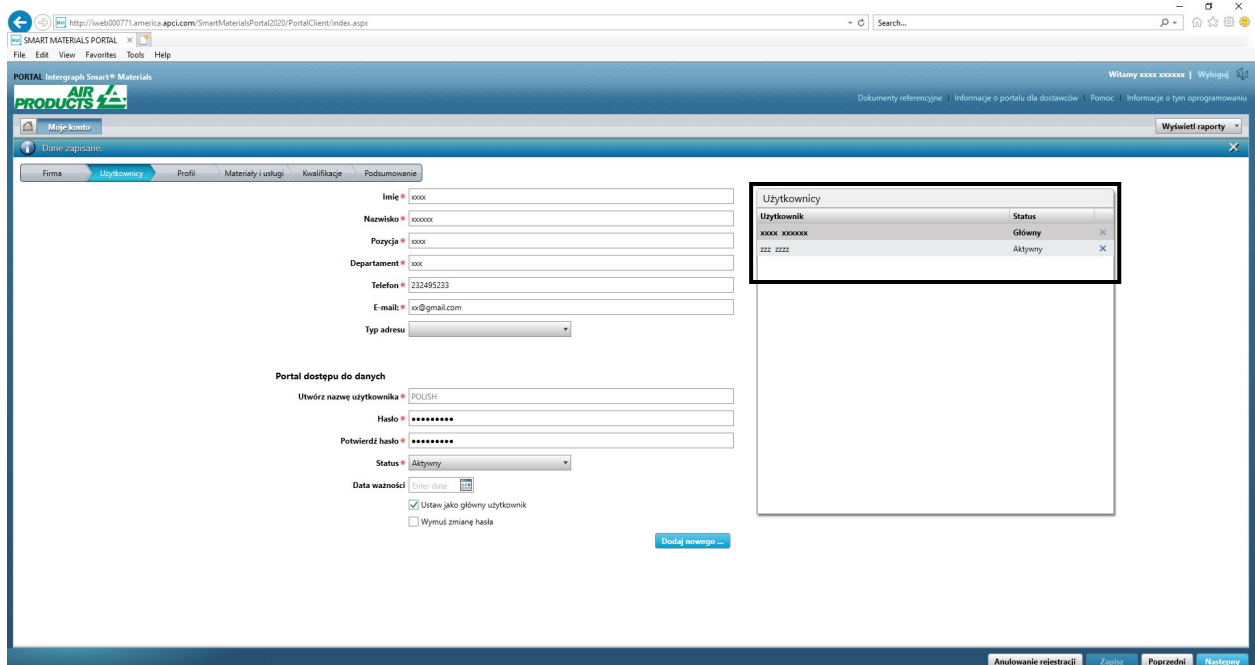 http://iweb000771.america.apci.com/SmartMaterialsPortal2020/PortalClient/index.aspx
Search...
SMART MATERIALS PORTAL
File Edit View Favorites Tools Help
PORTAL Intergraph Smart® Materials
Witamy xxxx xxxxxx | Wyloguj
AIR PRODUCTS
Dokumenty referencyjne | Informacje o portalu dla dostawców | Pomoc | Informacje o tym oprogramowaniu
Moje konto
Wyświetl raporty
Dane zapisane.
Firma Użytkownicy Profil Materiały i usługi Kwalifikacje Podsumowanie
Imię * xxxx
Nazwisko * xxxxxx
Pozycja * xxxx
Departament * xxx
Telefon * 232495233
E-mail: * xx@gmail.com
Typ adresu
Portal dostępu do danych
Utwórz nazwę użytkownika * POLISH
Hasło * •••••••••
Potwierdź hasło * •••••••••
Status * Aktywny
Data ważności Enter date
Ustaw jako główny użytkownik
Wymuś zmianę hasła
Dodaj nowego ...
Użytkownicy
Użytkownik Status
xxxx xxxxxx Główny
zzz zzzz Aktywny
Anulowanie rejestracji Zapisz Poprzedni Następny